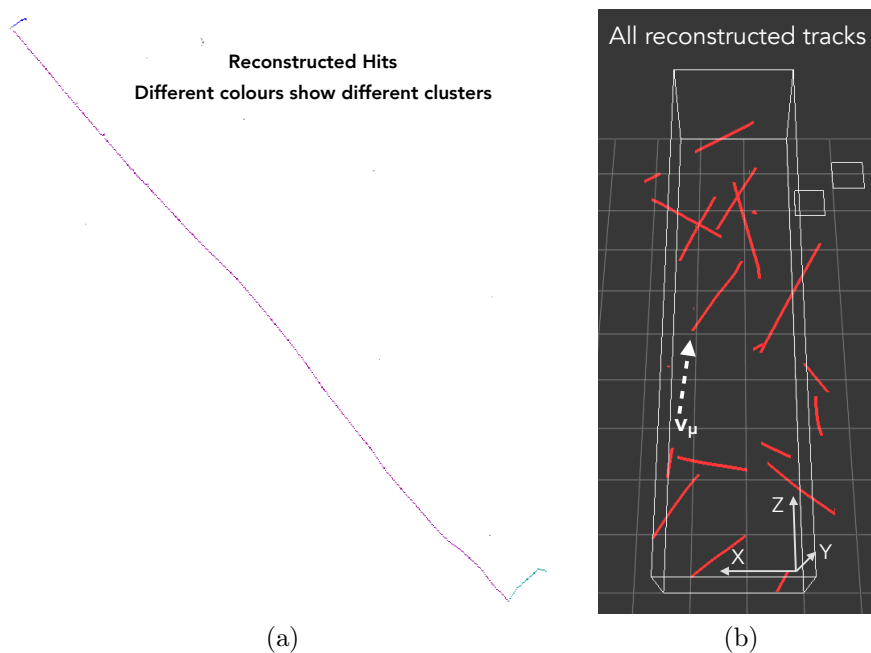 Reconstructed Hits
Different colours show different clusters
All reconstructed tracks
νμ
Z
Y
X
(a)
(b)